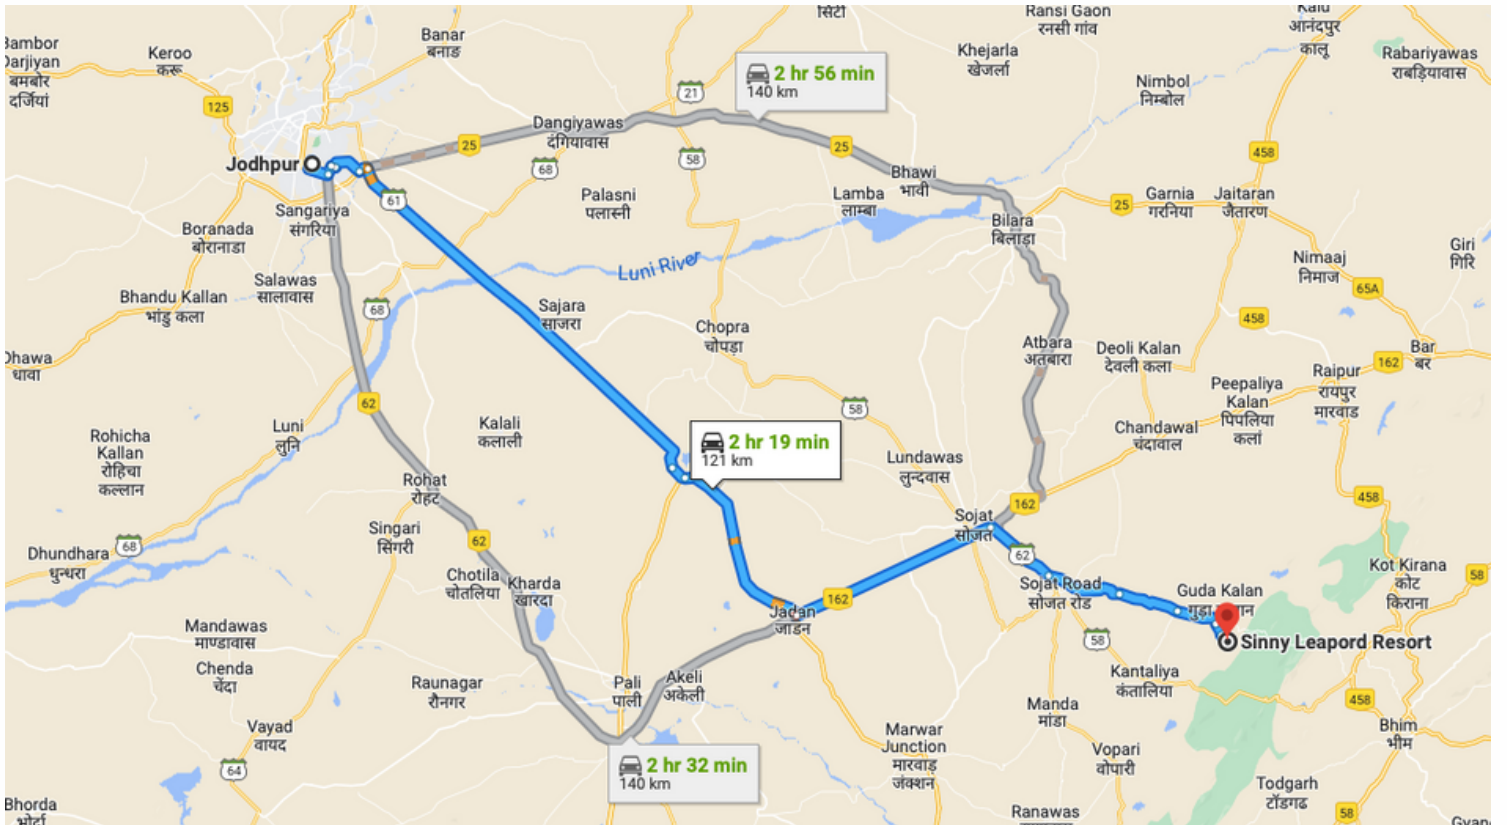 सिटी
Ransi Gaon
रनसी गांव
आनंदपुर
कालू
Banar
बनाङ
Keroo
करू
Darjiyan
बमबोर
दर्जियां
Khejarla
खेजर्ला
Rabariyawas
राबड़ियावास
Nimbol
निम्बोल
2 hr 56 min
140 km
125
21
Dangiyawas
दंगियावास
25
25
68
58
458
Jodhpur
Bhawi
भावी
61
Palasni
पलास्नी
Lamba
लाम्बा
25
Garnia
गरनिया
Jaitaran
जैतारण
Sangariya
संगरिया
Boranada
बोरानाडा
Bilara
बिलाड़ा
Giri
गिरि
Nimaaj
निमाज
Luni River
Salawas
सालावास
Bhandu Kallan
भांडु कला
68
Sajara
साजरा
65A
Chopra
चोपड़ा
458
Atbara
अतबारा
Deoli Kalan
देवली कला
Bar
बर
162
Dhawa
धावा
Raipur
रायपुर
मारवाड़
Peepaliya
Kalan
पिपलिया
कलां
62
58
Kalali
कलाली
Luni
लुनि
Rohicha
Kallan
रोहिचा
कल्लान
2 hr 19 min
121 km
Chandawal
चंदावाल
Lundawas
लुन्दवास
Rohat
रोहट
458
162
Sojat
सोजत
Singari
सिंगरी
62
68
Dhundhara
धुन्धरा
62
Kot Kirana
कोट
किराना
58
Chotila
चोतलिया
Kharda
खारदा
Sojat Road
सोजत रोड
Guda Kalan
162
Jadan
जाडन
Mandawas
माण्डावास
58
Sinny Leapord Resort
Chenda
चेंदा
Raunagar
रौनगर
Pali
पाली
Akeli
अकेली
Kantaliya
कंतालिया
458
Manda
मांडा
Bhim
भीम
Vayad
वायद
Marwar
Junction
मारवाड़
जंक्शन
Vopari
वोपारी
64
2 hr 32 min
140 km
Todgarh
टॉडगढ
Bhorda
Ranawas
58